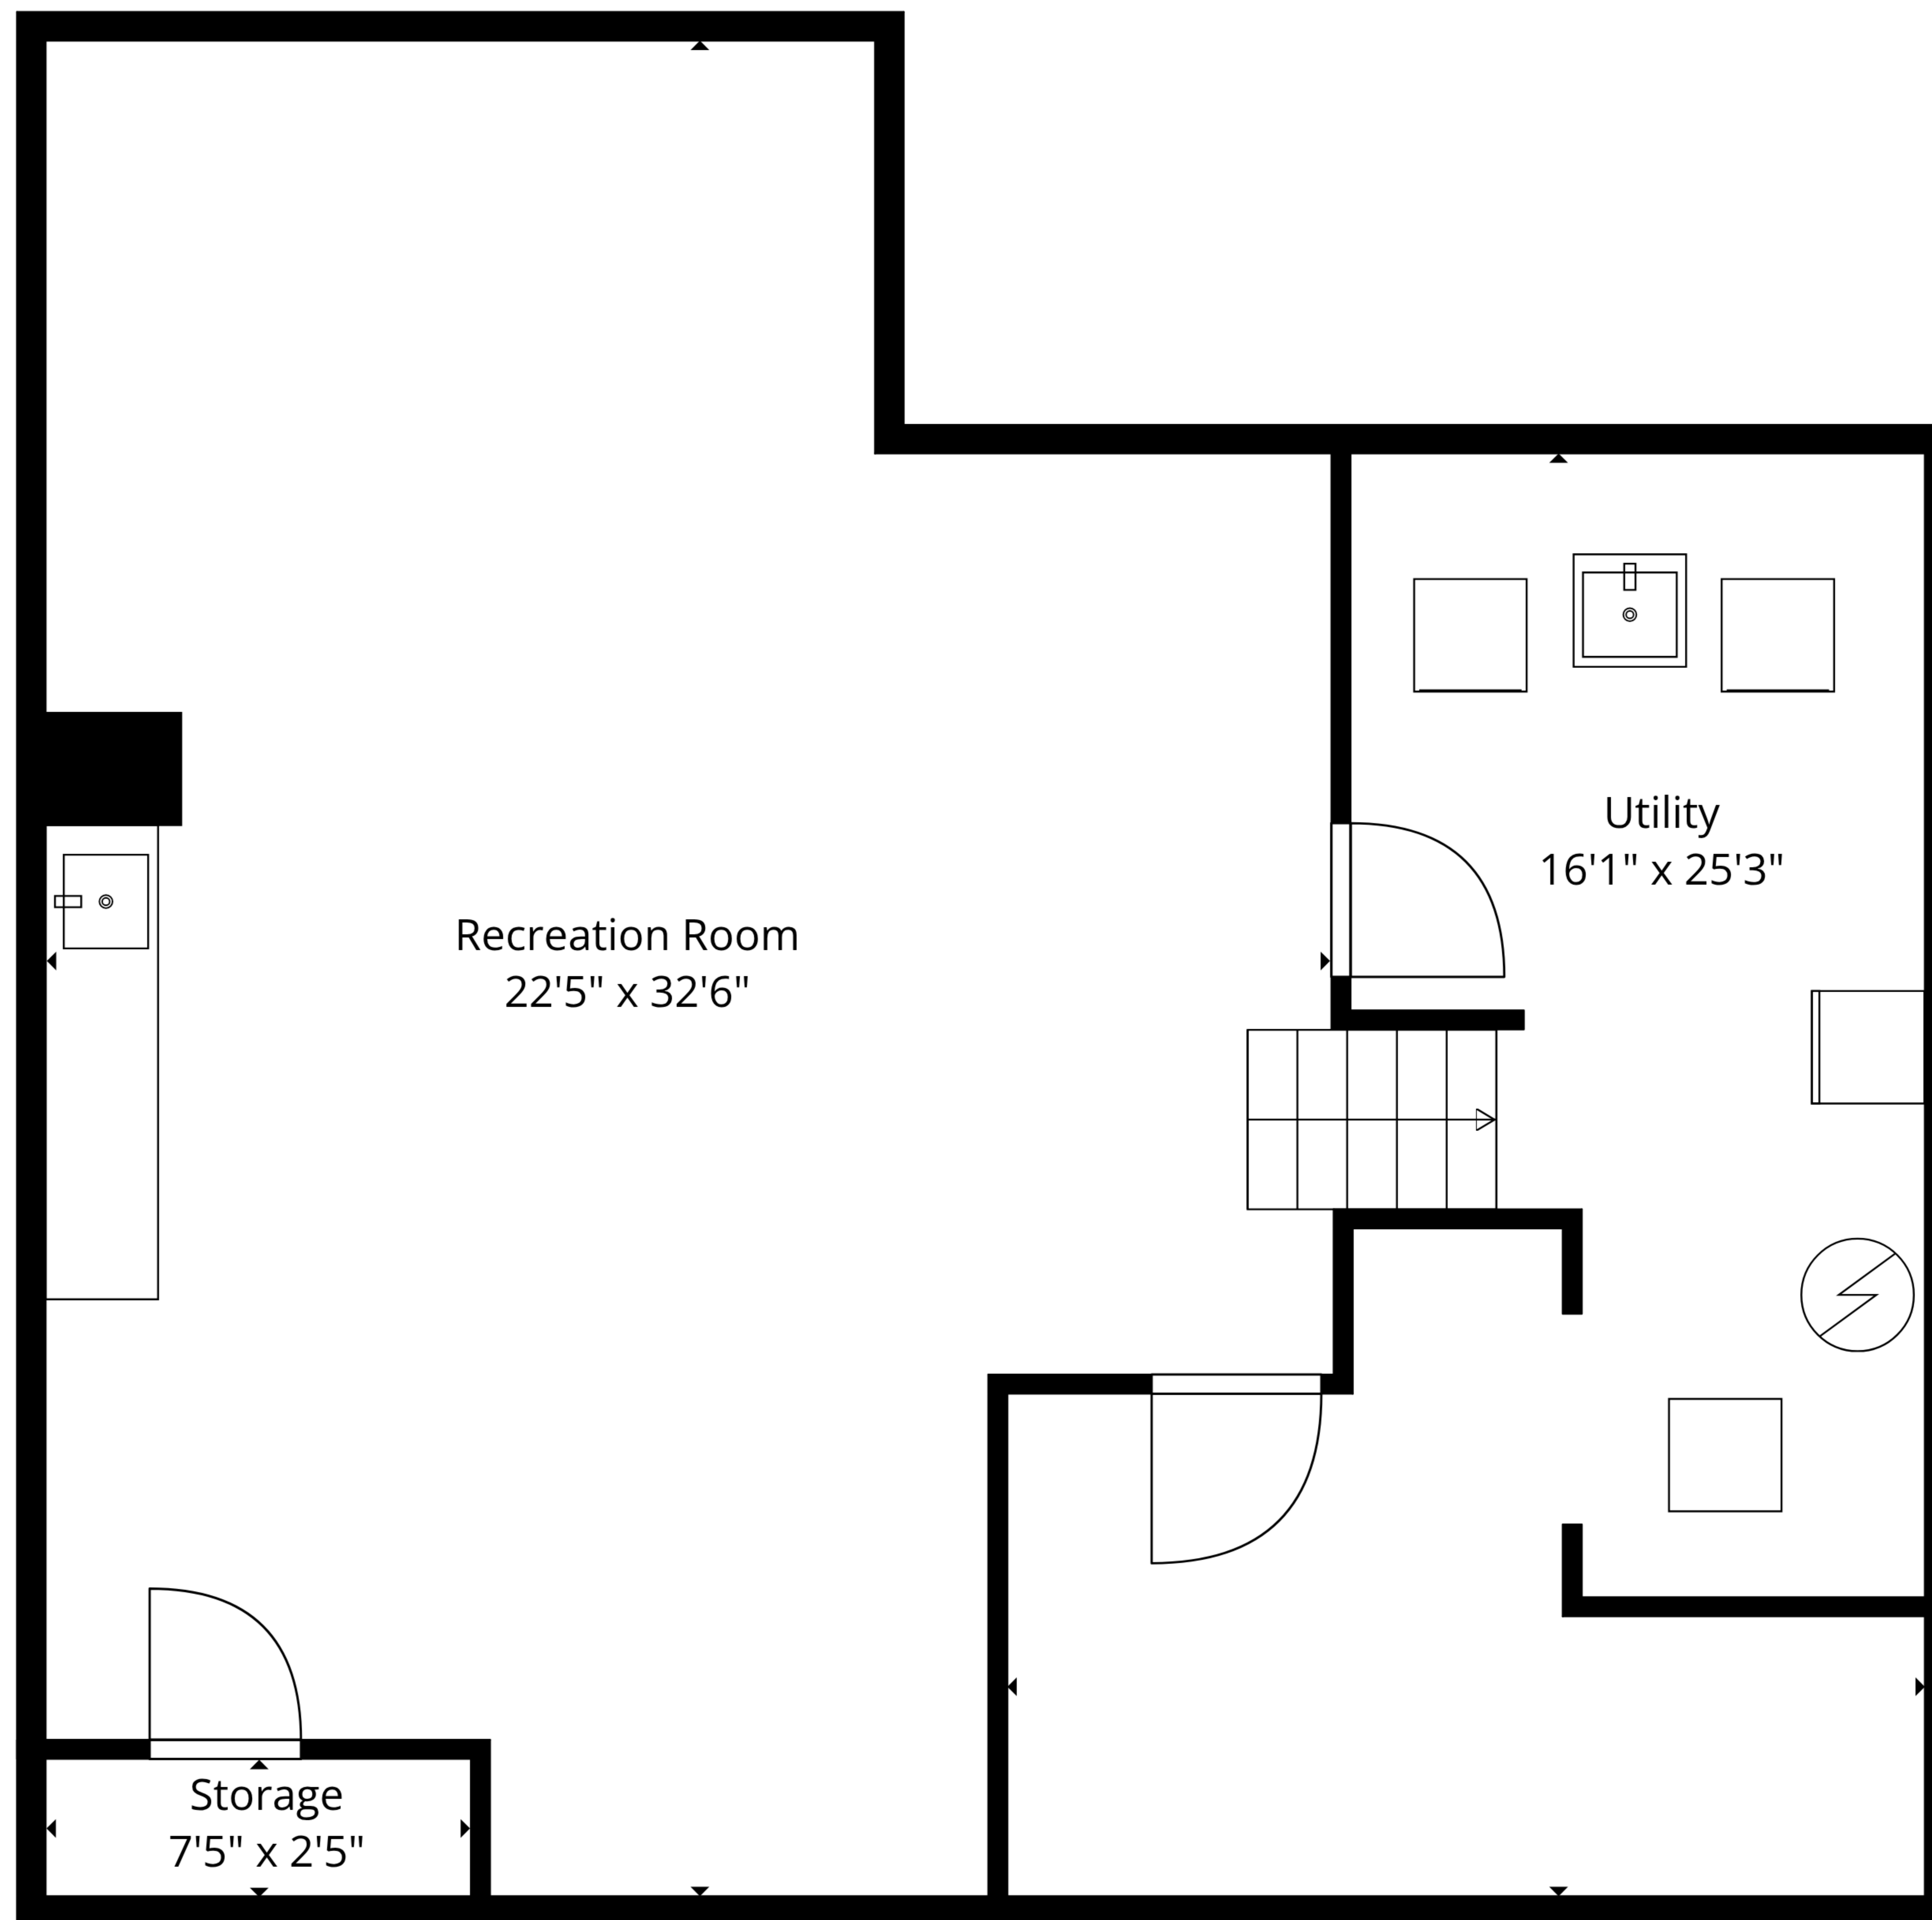 Utility
16'1" x 25'3"
Recreation Room
22'5" x 32'6"
Storage
7'5" x 2'5"